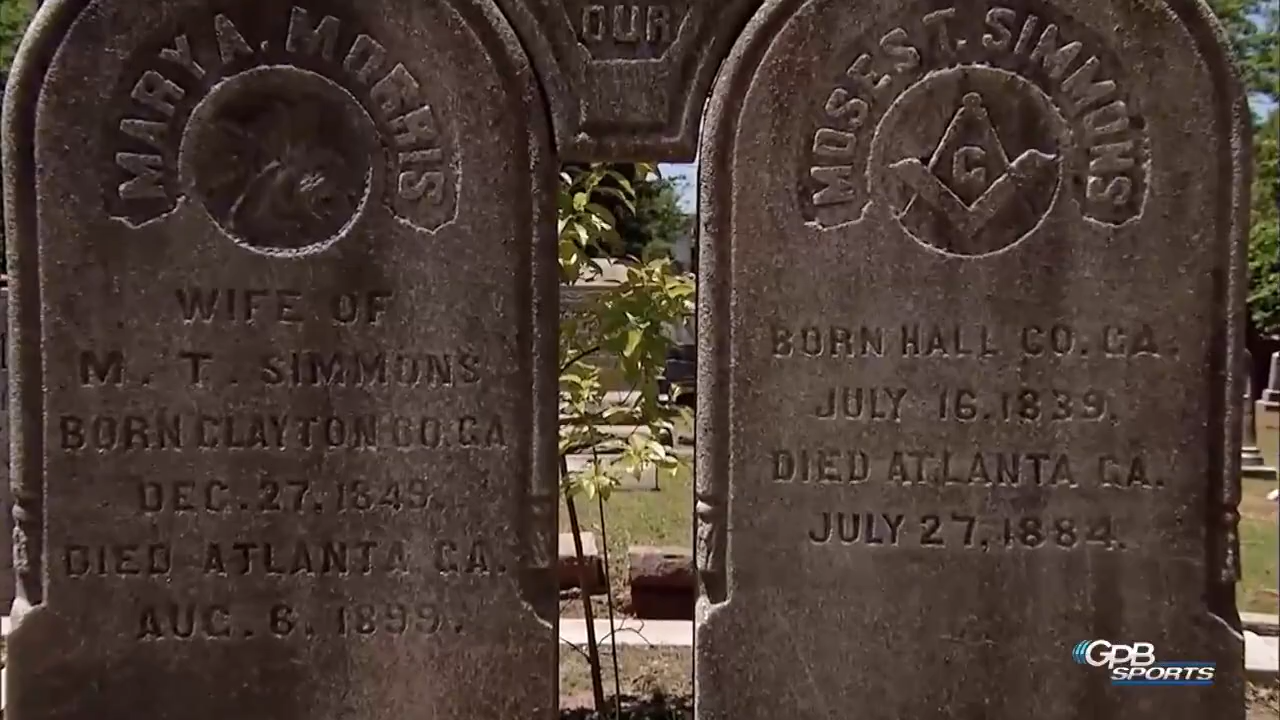 OUR
MARY A. MORRIS
WIFE OF
M. T. SIMMONS
BORN CLAYTON CO. GA
DEC. 27, 1849.
DIED ATLANTA GA.
AUG. 6, 1899.
MOSES T. SIMMONS
G
BORN HALL CO. GA.
JULY 16, 1839.
DIED ATLANTA GA.
JULY 27, 1884.
GPB
SPORTS